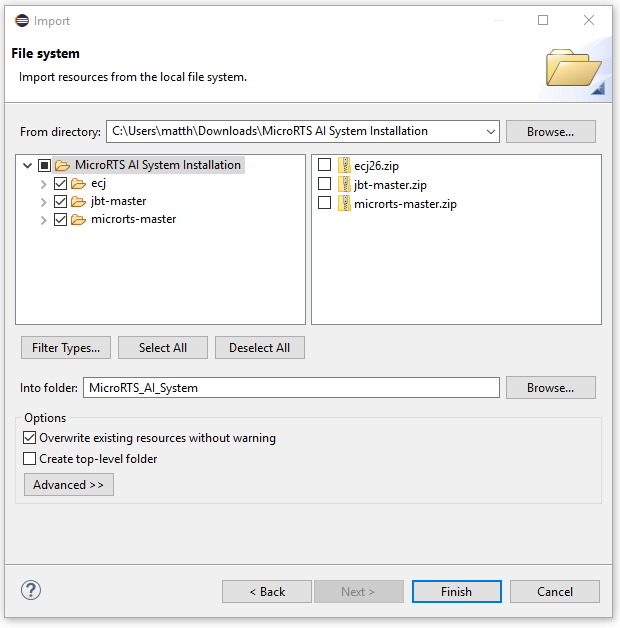 Import
File system
Import resources from the local file system.
From directory: C:\Users\matth\Downloads\MicroRTS AI System Installation Browse...
MicroRTS AI System Installation
ecj
jbt-master
microrts-master
ecj26.zip
jbt-master.zip
microrts-master.zip
Filter Types... Select All Deselect All
Into folder: MicroRTS_AI_System Browse...
Options
Overwrite existing resources without warning
Create top-level folder
Advanced >>
? < Back Next > Finish Cancel